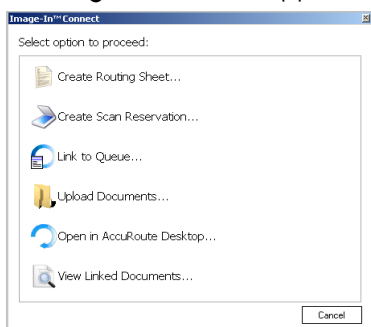 Image-In™ Connect
Select option to proceed:
Create Routing Sheet...
Create Scan Reservation...
Link to Queue...
Upload Documents...
Open in AccuRoute Desktop...
View Linked Documents...
Cancel